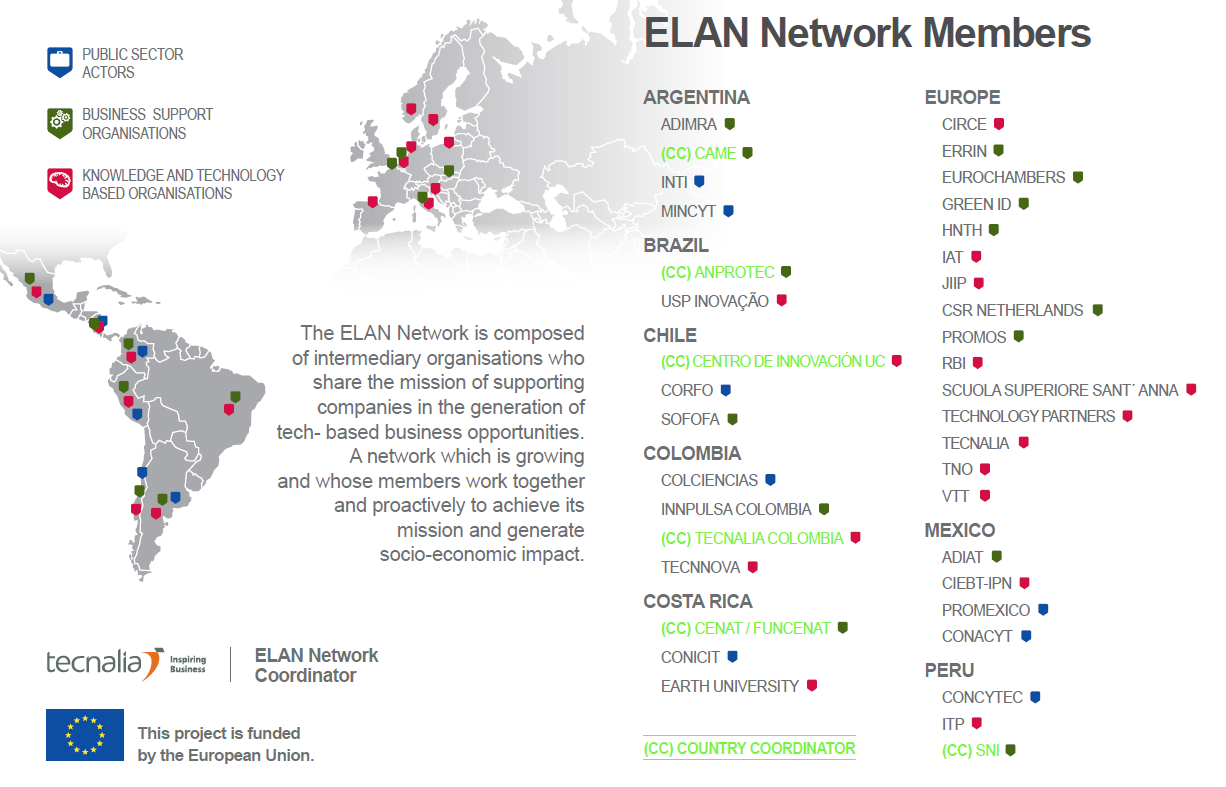 PUBLIC SECTOR
ACTORS
BUSINESS SUPPORT
ORGANISATIONS
KNOWLEDGE AND TECHNOLOGY
BASED ORGANISATIONS
The ELAN Network is composed
of intermediary organisations who
share the mission of supporting
companies in the generation of
tech- based business opportunities.
A network which is growing
and whose members work together
and proactively to achieve its
mission and generate
socio-economic impact.
tecnalia
Inspiring
Business
ELAN Network
Coordinator
This project is funded
by the European Union.
ELAN Network Members
ARGENTINA
ADIMRA
(CC) CAME
INTI
MINCYT
BRAZIL
(CC) ANPROTEC
USP INOVAÇÃO
CHILE
(CC) CENTRO DE INNOVACIÓN UC
CORFO
SOFOFA
COLOMBIA
COLCIENCIAS
INNPULSA COLOMBIA
(CC) TECNALIA COLOMBIA
TECNNOVA
COSTA RICA
(CC) CENAT / FUNCENAT
CONICIT
EARTH UNIVERSITY
(CC) COUNTRY COORDINATOR
EUROPE
CIRCE
ERRIN
EUROCHAMBERS
GREEN ID
HNTH
IAT
JIIP
CSR NETHERLANDS
PROMOS
RBI
SCUOLA SUPERIORE SANT´ ANNA
TECHNOLOGY PARTNERS
TECNALIA
TNO
VTT
MEXICO
ADIAT
CIEBT-IPN
PROMEXICO
CONACYT
PERU
CONCYTEC
ITP
(CC) SNI